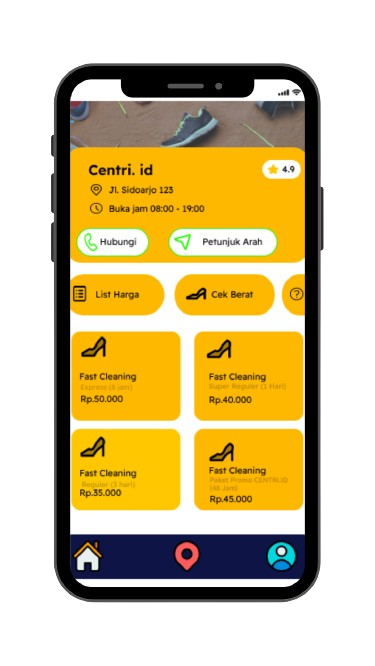 Centri. id
4.9
Jl. Sidoarjo 123
Buka jam 08:00 - 19:00
Hubungi
Petunjuk Arah
List Harga
Cek Berat
Fast Cleaning
Express (5 jam)
Rp.50.000
Fast Cleaning
Super Reguler (1 Hari)
Rp.40.000
Fast Cleaning
Reguler (3 hari)
Rp.35.000
Fast Cleaning
Paket Promo CENTRI.ID
(48 Jam)
Rp.45.000